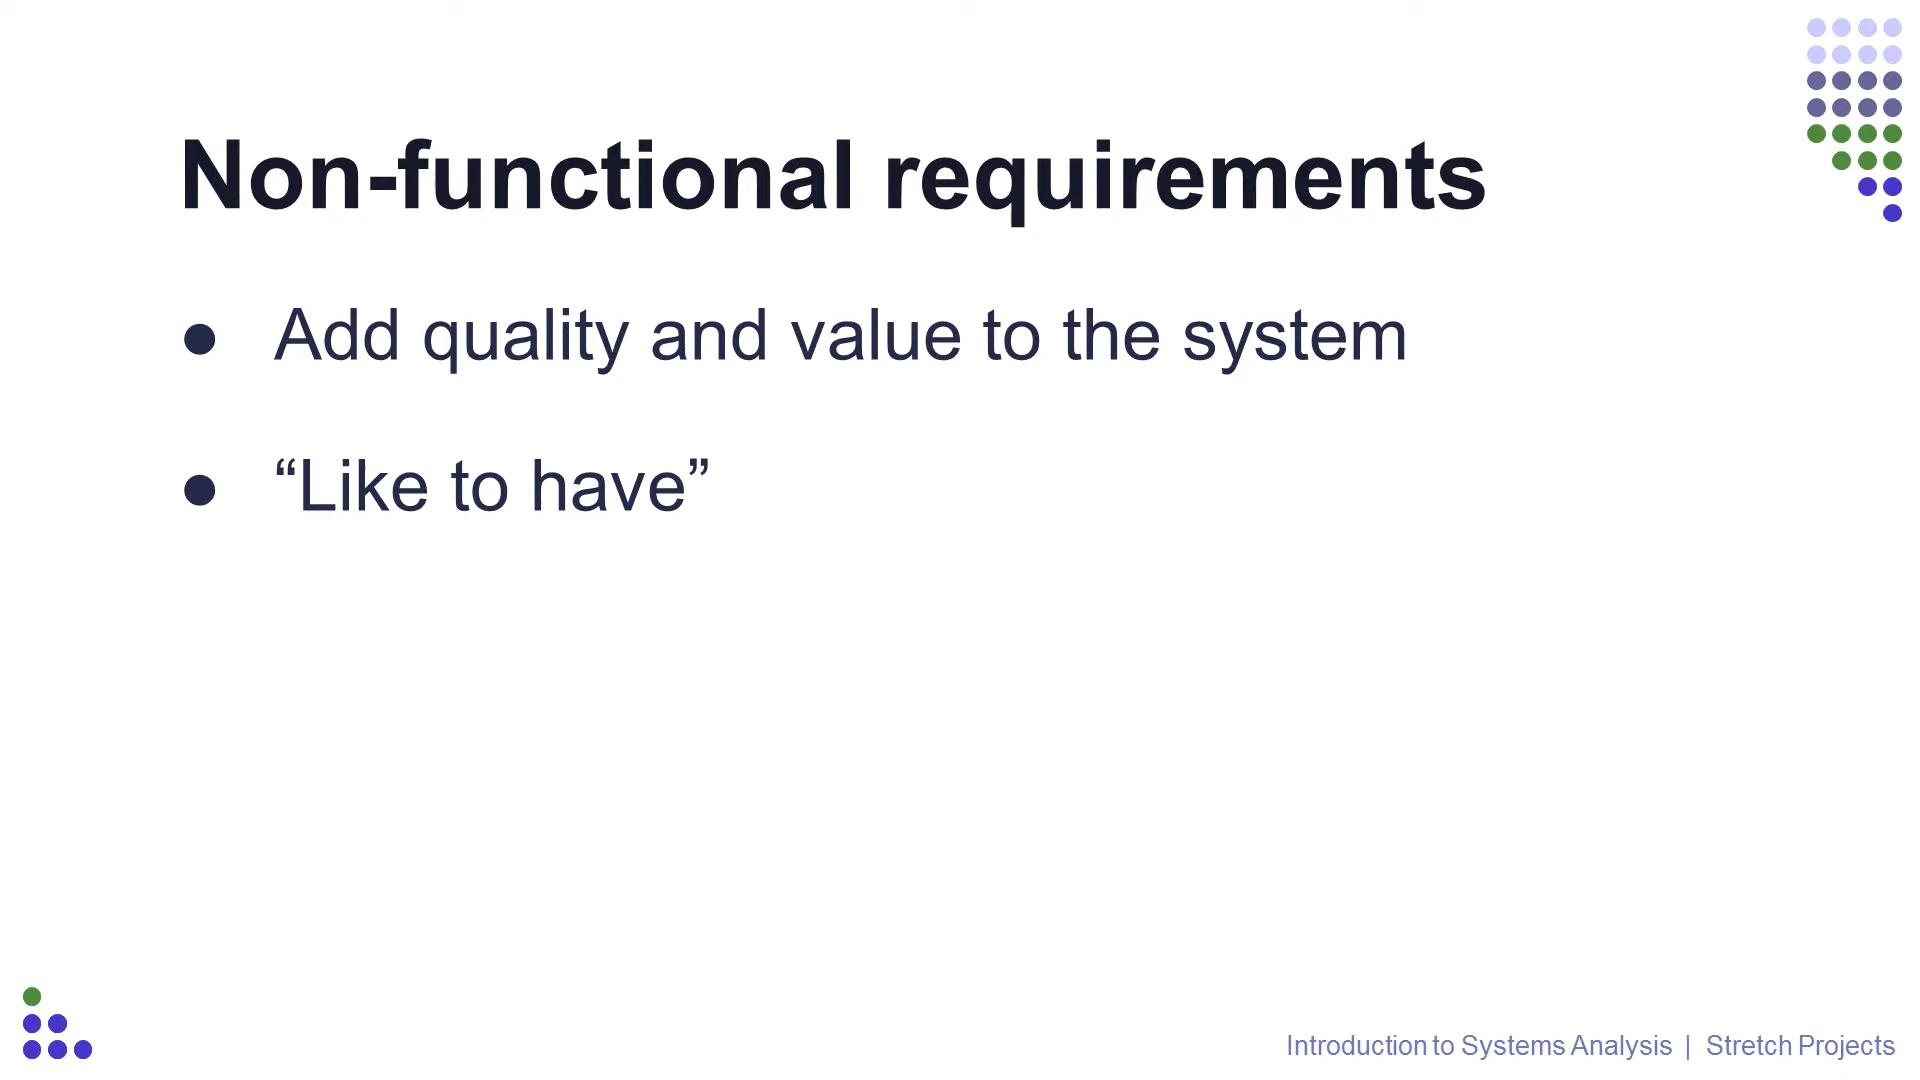 Non-functional requirements
● Add quality and value to the system
● “Like to have”
Introduction to Systems Analysis | Stretch Projects